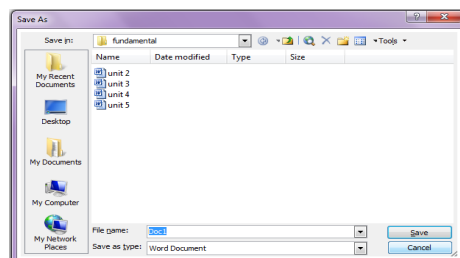 Save As
Save in: fundamental Tools
Name Date modified Type Size
unit 2
unit 3
unit 4
unit 5
My Recent
Documents
Desktop
My Documents
My Computer
My Network
Places
File name: Doc1 Save
Save as type: Word Document Cancel